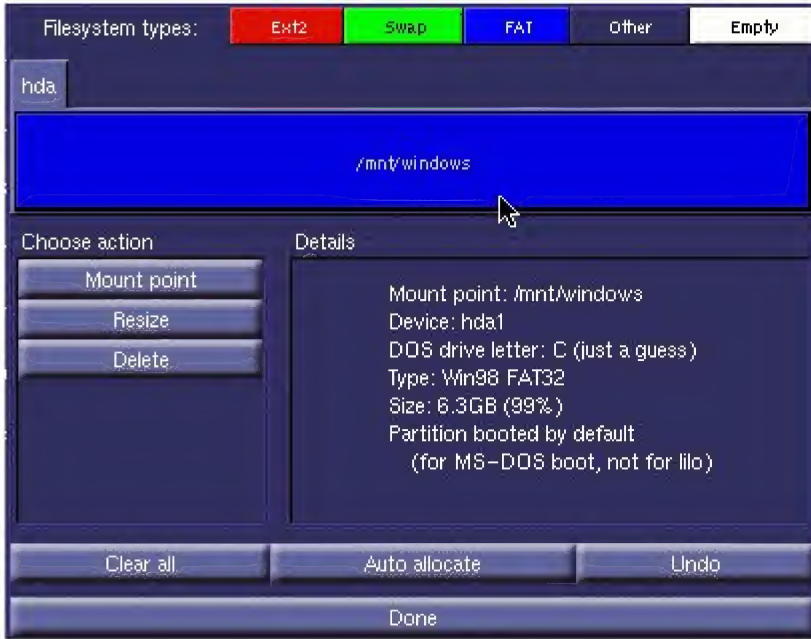 Filesystem types: Ext2 Swap FAT Other Empty
hda
/mnt/windows
Choose action
Mount point
Resize
Delete
Details
Mount point: /mnt/windows
Device: hda1
DOS drive letter: C (just a guess)
Type: Win98 FAT32
Size: 6.3GB (99%)
Partition booted by default
(for MS-DOS boot, not for lilo)
Clear all Auto allocate Undo
Done